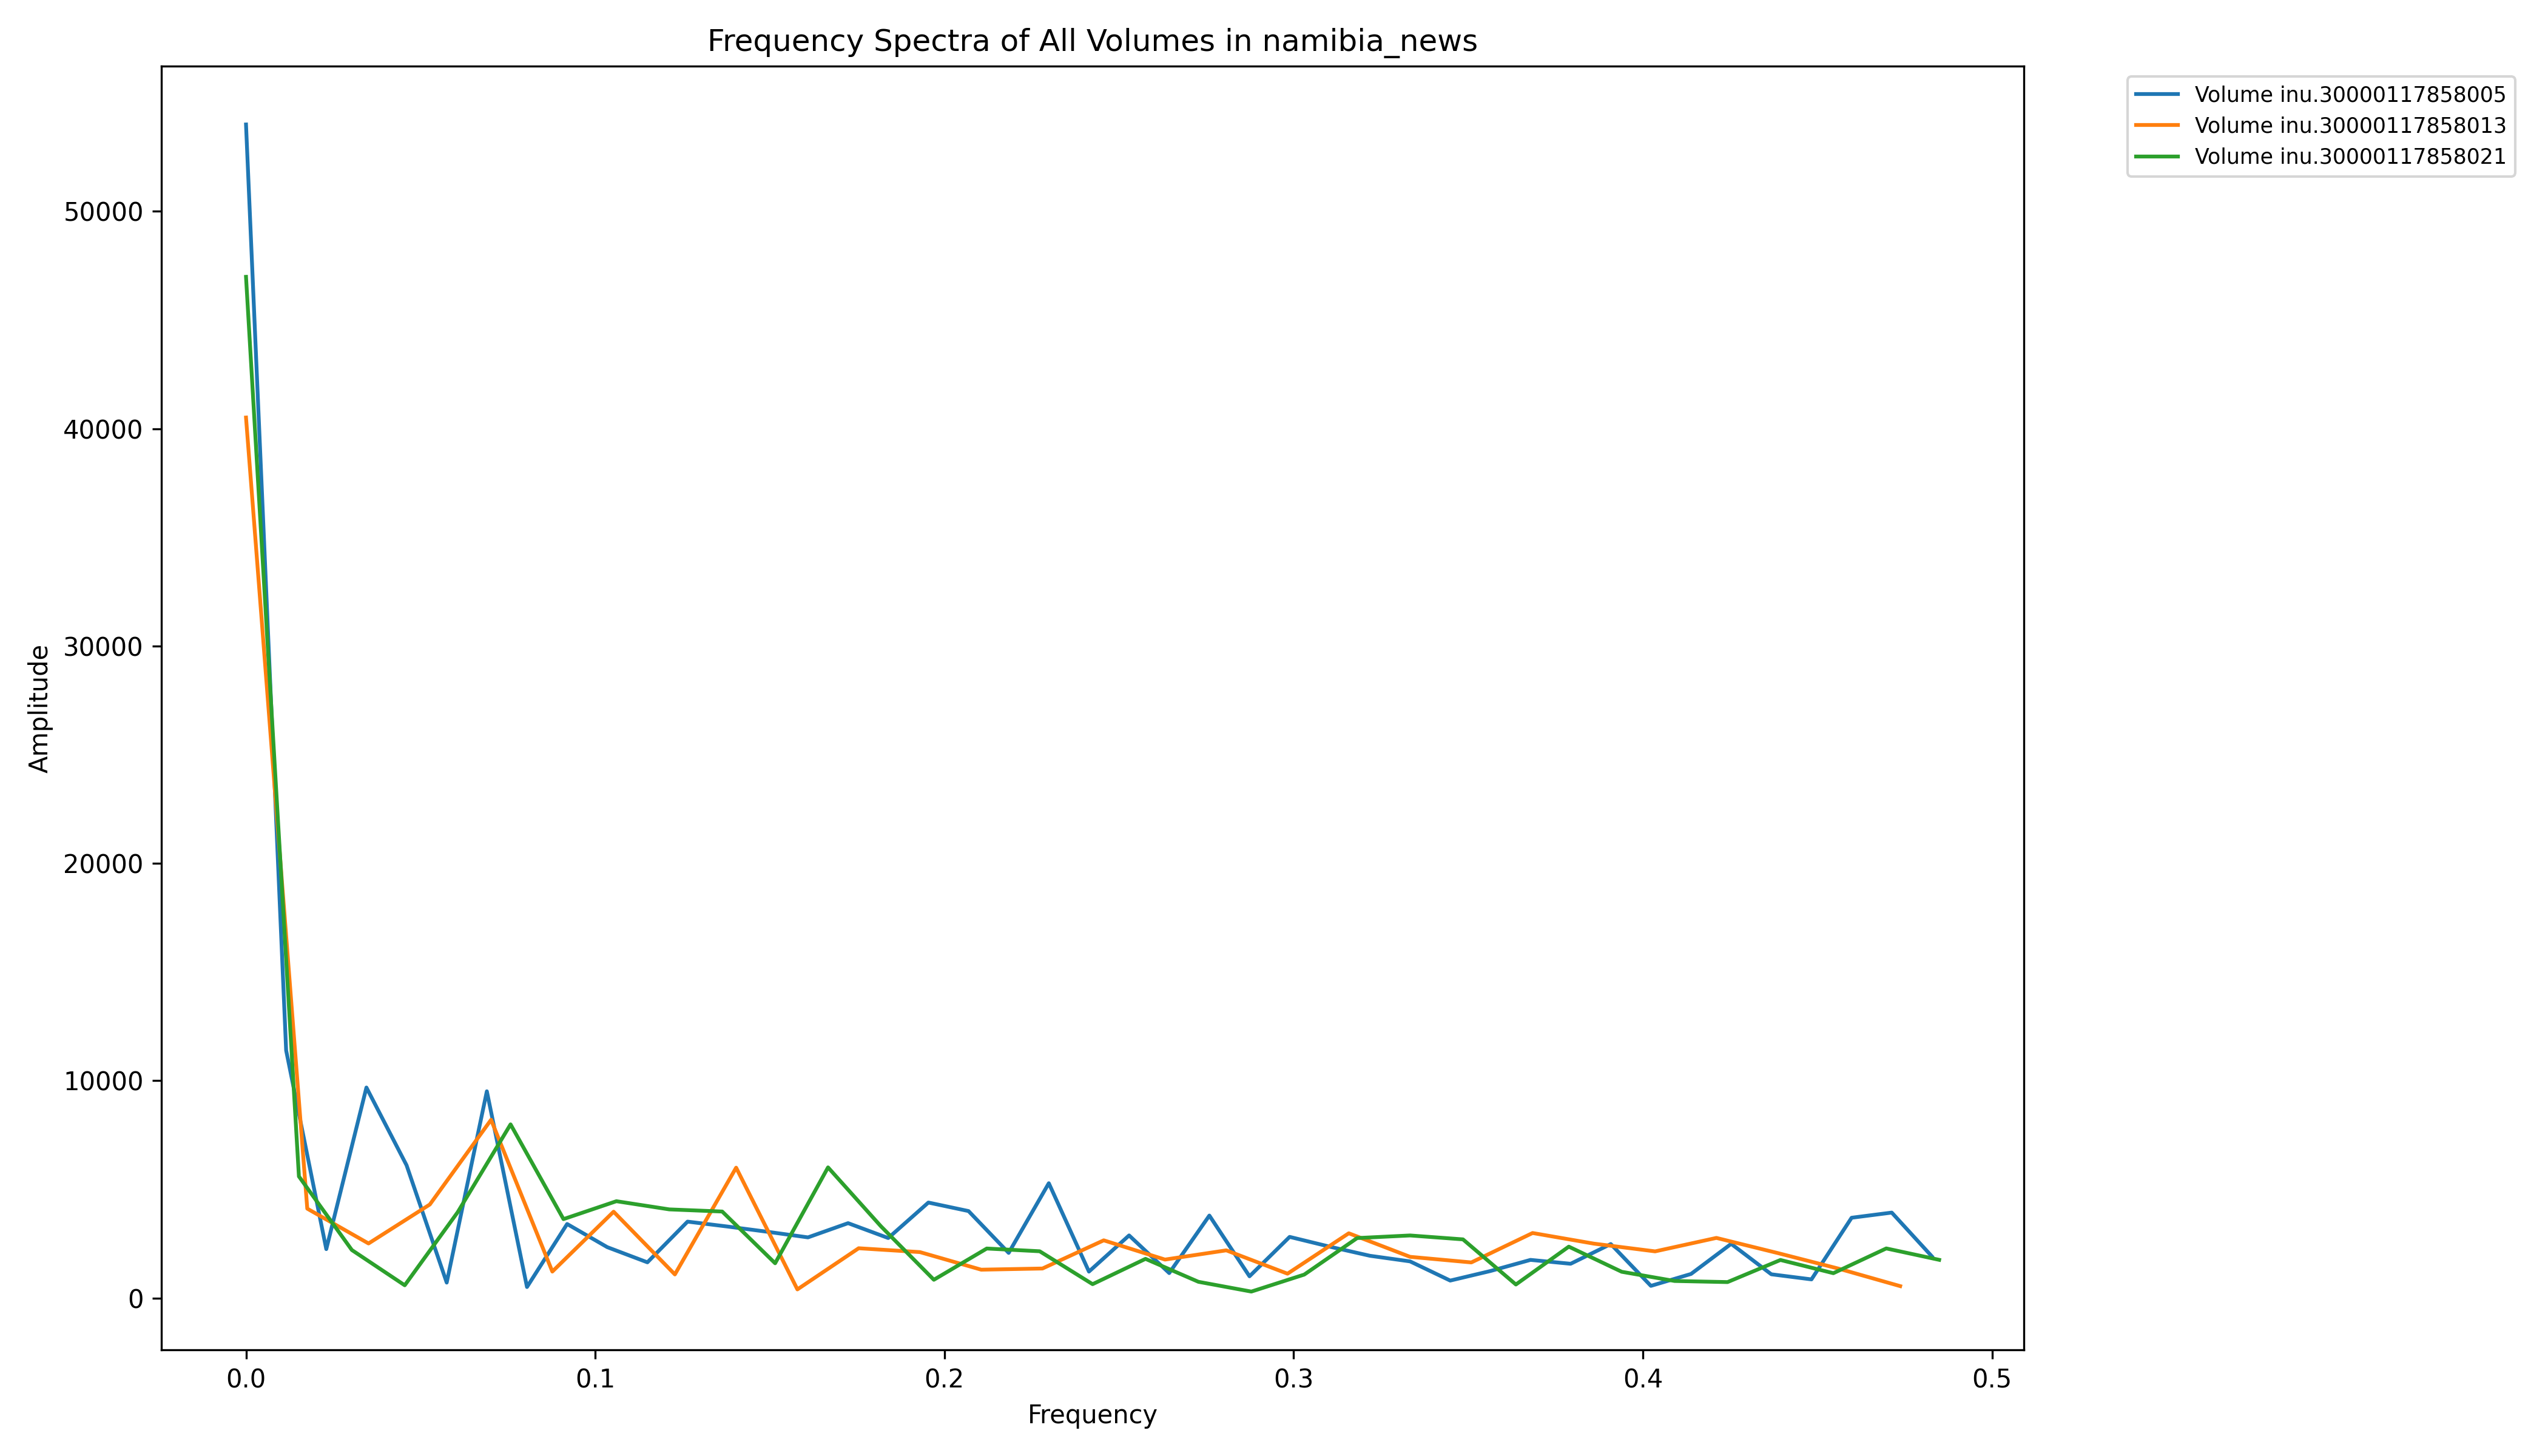 Frequency Spectra of All Volumes in namibia_news
Volume inu.30000117858005
Volume inu.30000117858013
Volume inu.30000117858021
50000
40000
30000
20000
10000
0
Amplitude
0.0 0.1 0.2 0.3 0.4 0.5
Frequency